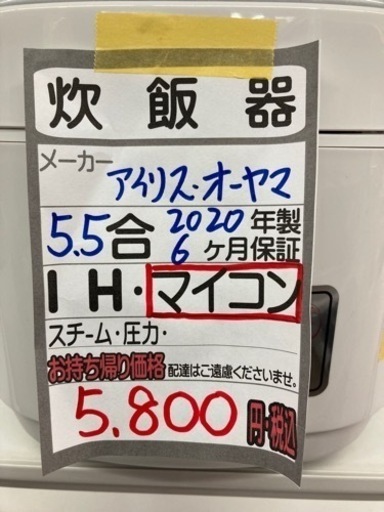 炊飯器
メーカー
アイリス・オーヤマ
5.5合 2020年製
6ヶ月保証
IH・マイコン
スチーム・圧力・
お持ち帰り価格 配達はご遠慮くださいませ。
5,800円・税込